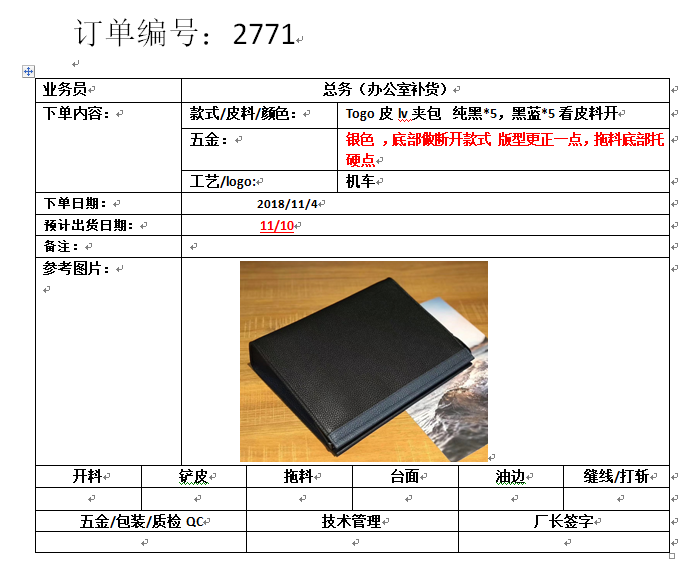 订单编号：2771
业务员 总务（办公室补货）
下单内容： 款式/皮料/颜色： Togo 皮 lv 夹包 纯黑*5，黑蓝*5 看皮料开
五金： 银色 ，底部做断开款式 版型更正一点，拖料底部托
硬点
工艺/logo: 机车
下单日期： 2018/11/4
预计出货日期： 11/10
备注：
参考图片：
开料 铲皮 拖料 台面 油边 缝线/打斩
五金/包装/质检 QC 技术管理 厂长签字